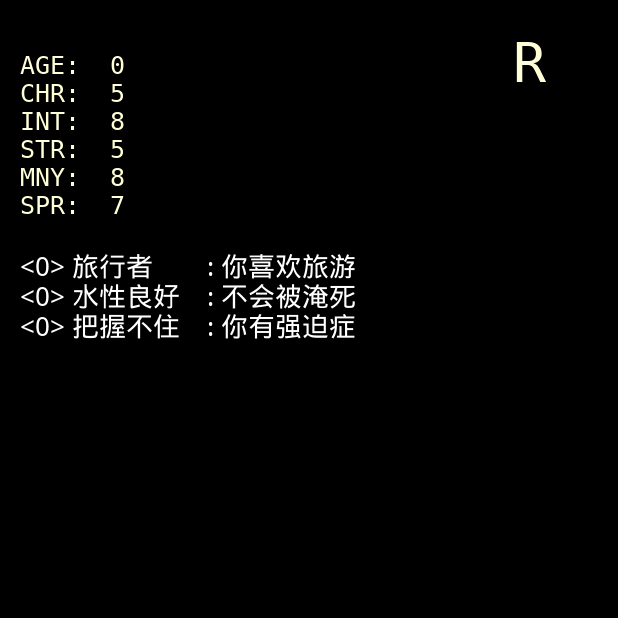 R
AGE: 0
CHR: 5
INT: 8
STR: 5
MNY: 8
SPR: 7
<O> 旅行者 : 你喜欢旅游
<O> 水性良好 : 不会被淹死
<O> 把握不住 : 你有强迫症